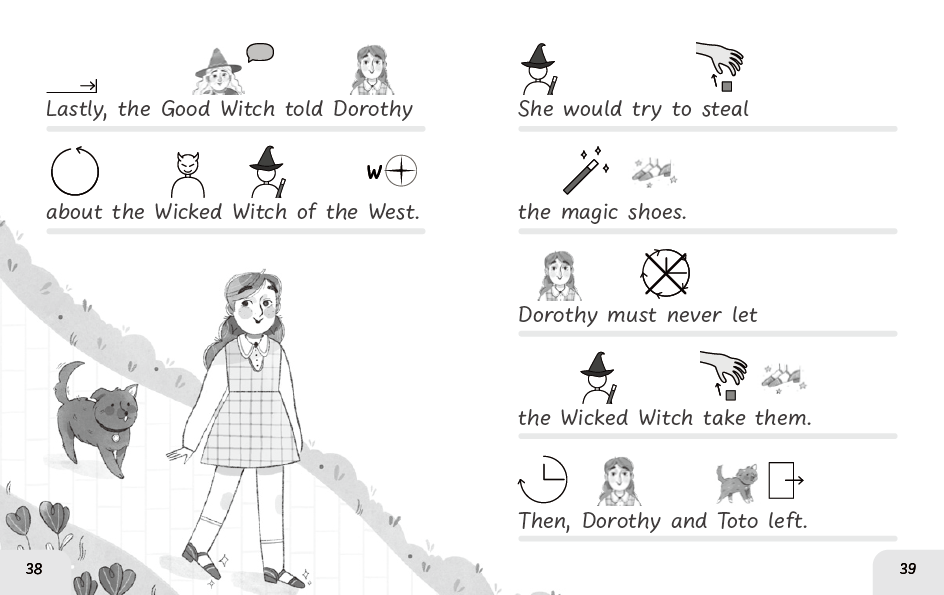 Lastly, the Good Witch told Dorothy
W
about the Wicked Witch of the West.
38
She would try to steal
the magic shoes.
Dorothy must never let
the Wicked Witch take them.
Then, Dorothy and Toto left.
39